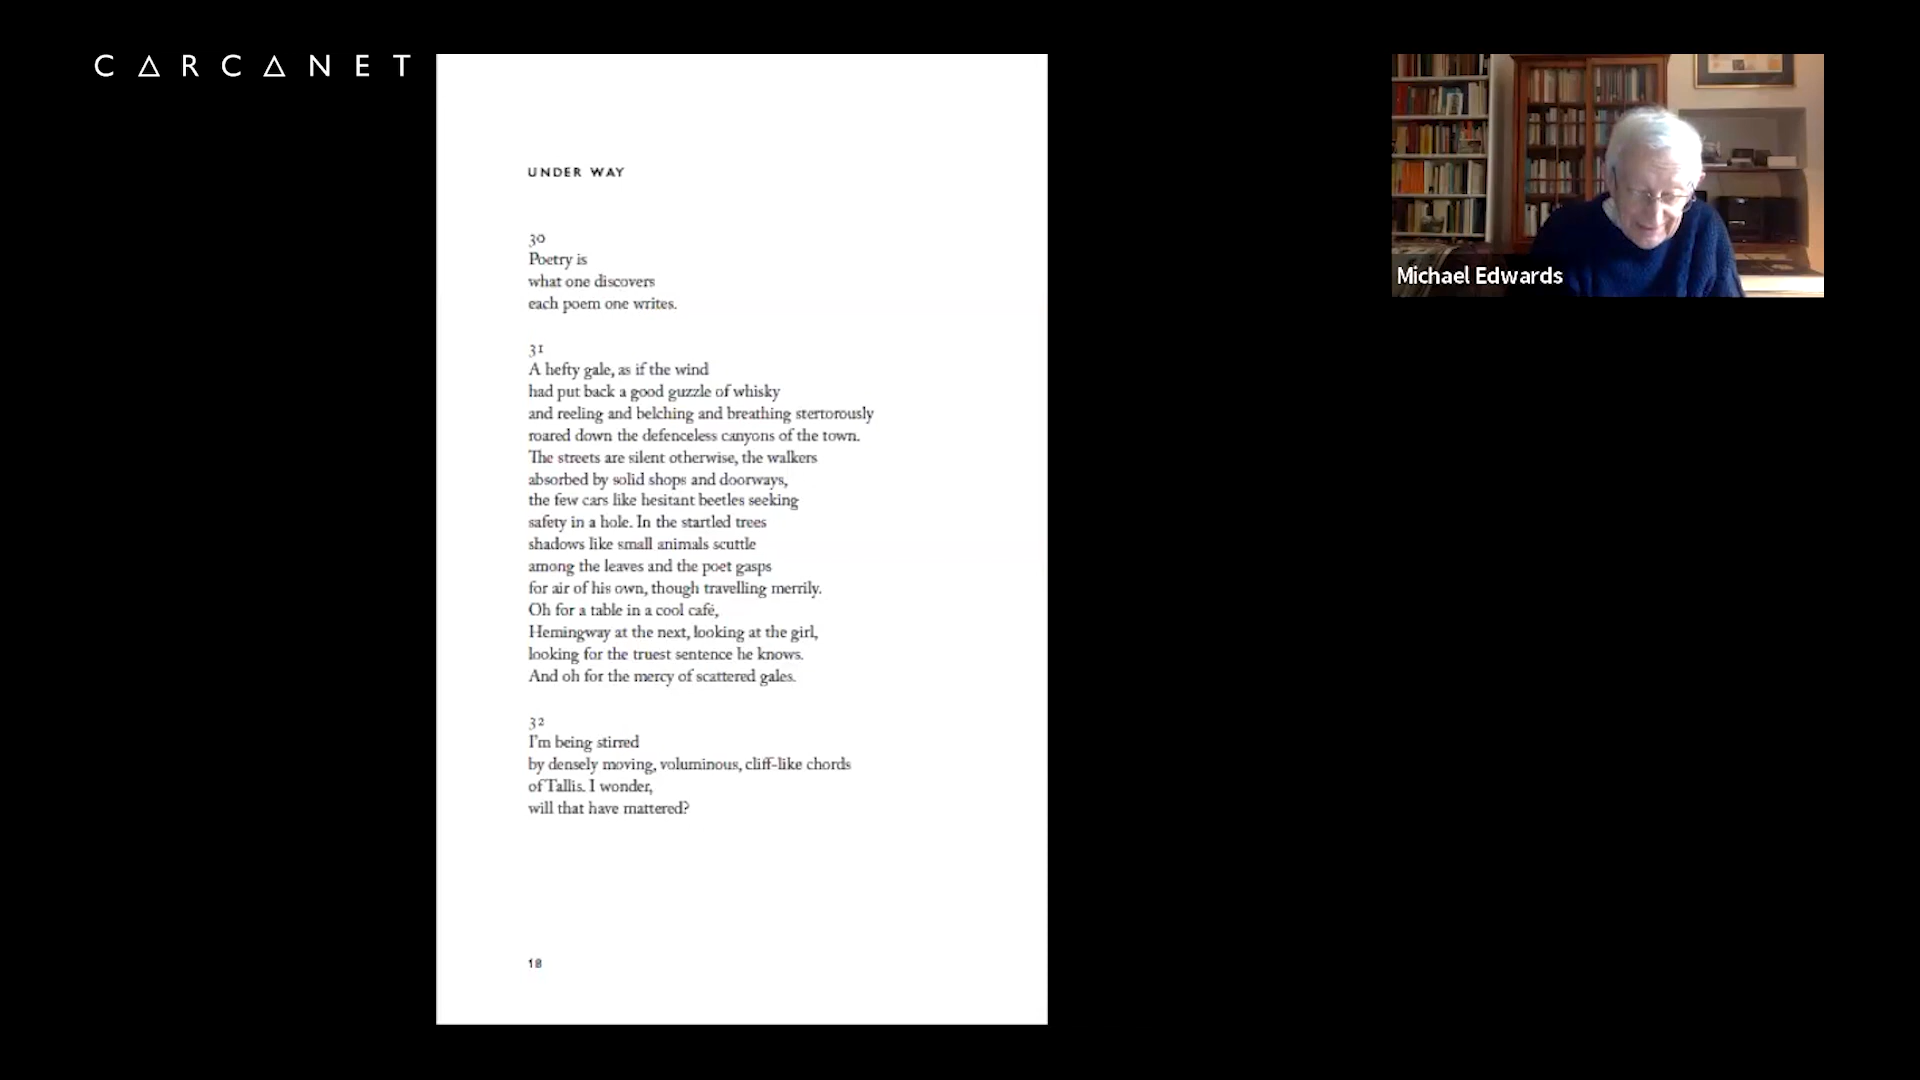 CARCANET
UNDER WAY
30
Poetry is
what one discovers
each poem one writes.
31
A hefty gale, as if the wind
had put back a good guzzle of whisky
and reeling and belching and breathing stertorously
roared down the defenceless canyons of the town.
The streets are silent otherwise, the walkers
absorbed by solid shops and doorways,
the few cars like hesitant beetles seeking
safety in a hole. In the startled trees
shadows like small animals scuttle
among the leaves and the poet gasps
for air of his own, though travelling merrily.
Oh for a table in a cool café,
Hemingway at the next, looking at the girl,
looking for the truest sentence he knows.
And oh for the mercy of scattered gales.
32
I'm being stirred
by densely moving, voluminous, cliff-like chords
of Tallis. I wonder,
will that have mattered?
18
Michael Edwards